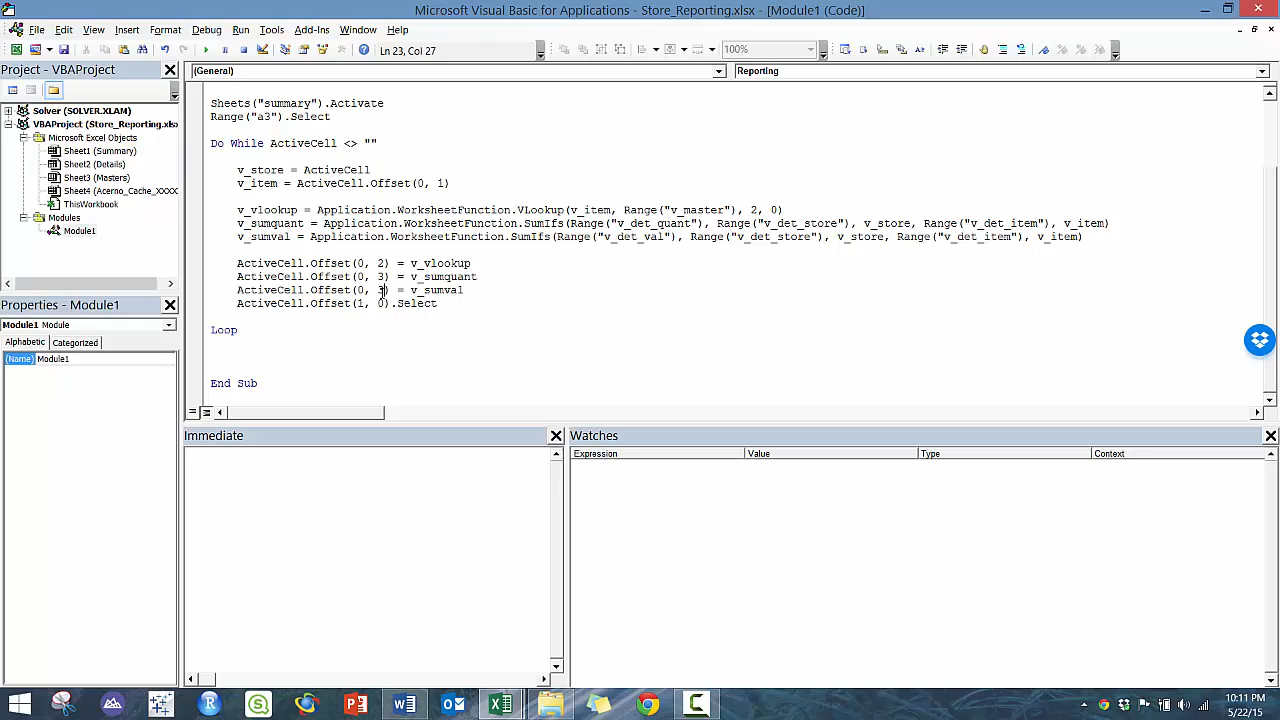 Microsoft Visual Basic for Applications - Store_Reporting.xlsx - [Module1 (Code)]
File Edit View Insert Format Debug Run Tools Add-Ins Window Help
Ln 23, Col 27
100%
Project - VBAProject
(General)
Reporting
Solver (SOLVER.XLAM)
VBAProject (Store_Reporting.xls
Microsoft Excel Objects
Sheet1 (Summary)
Sheet2 (Details)
Sheet3 (Masters)
Sheet4 (Acerno_Cache_XXXX
ThisWorkbook
Modules
Module1
Sheets("summary").Activate
Range("a3").Select
Do While ActiveCell <> ""
v_store = ActiveCell
v_item = ActiveCell.Offset(0, 1)
v_vlookup = Application.WorksheetFunction.VLookup(v_item, Range("v_master"), 2, 0)
v_sumquant = Application.WorksheetFunction.SumIfs(Range("v_det_quant"), Range("v_det_store"), v_store, Range("v_det_item"), v_item)
v_sumval = Application.WorksheetFunction.SumIfs(Range("v_det_val"), Range("v_det_store"), v_store, Range("v_det_item"), v_item)
ActiveCell.Offset(0, 2) = v_vlookup
ActiveCell.Offset(0, 3) = v_sumquant
ActiveCell.Offset(0, 3) = v_sumval
ActiveCell.Offset(1, 0).Select
Loop
End Sub
Properties - Module1
Module1 Module
Alphabetic Categorized
(Name) Module1
Immediate
Watches
Expression Value Type Context
10:11 PM
5/22/15